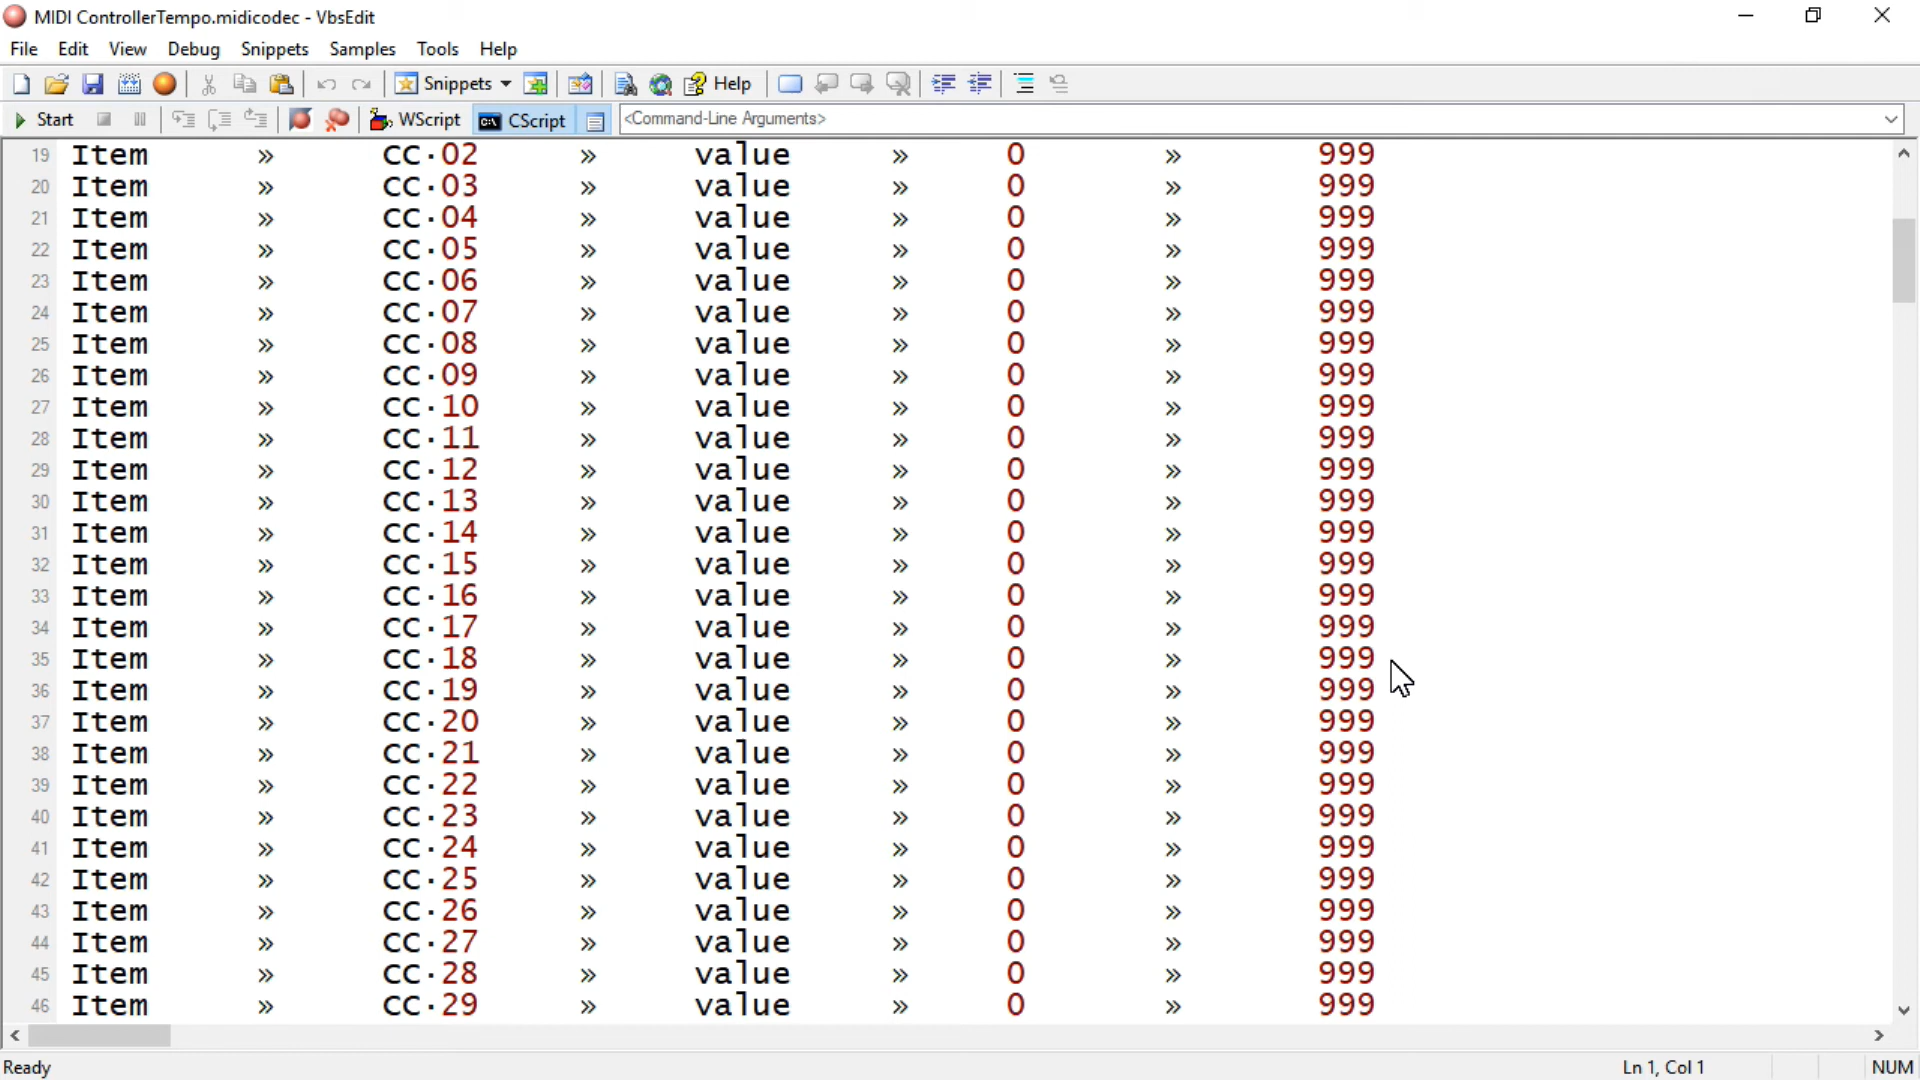 MIDI ControllerTempo.midicodec - VbsEdit
File Edit View Debug Snippets Samples Tools Help
Snippets Help
Start WScript CScript <Command-Line Arguments>
19 Item » CC·02 » value » 0 » 999
20 Item » CC·03 » value » 0 » 999
21 Item » CC·04 » value » 0 » 999
22 Item » CC·05 » value » 0 » 999
23 Item » CC·06 » value » 0 » 999
24 Item » CC·07 » value » 0 » 999
25 Item » CC·08 » value » 0 » 999
26 Item » CC·09 » value » 0 » 999
27 Item » CC·10 » value » 0 » 999
28 Item » CC·11 » value » 0 » 999
29 Item » CC·12 » value » 0 » 999
30 Item » CC·13 » value » 0 » 999
31 Item » CC·14 » value » 0 » 999
32 Item » CC·15 » value » 0 » 999
33 Item » CC·16 » value » 0 » 999
34 Item » CC·17 » value » 0 » 999
35 Item » CC·18 » value » 0 » 999
36 Item » CC·19 » value » 0 » 999
37 Item » CC·20 » value » 0 » 999
38 Item » CC·21 » value » 0 » 999
39 Item » CC·22 » value » 0 » 999
40 Item » CC·23 » value » 0 » 999
41 Item » CC·24 » value » 0 » 999
42 Item » CC·25 » value » 0 » 999
43 Item » CC·26 » value » 0 » 999
44 Item » CC·27 » value » 0 » 999
45 Item » CC·28 » value » 0 » 999
46 Item » CC·29 » value » 0 » 999
Ready Ln 1, Col 1 NUM